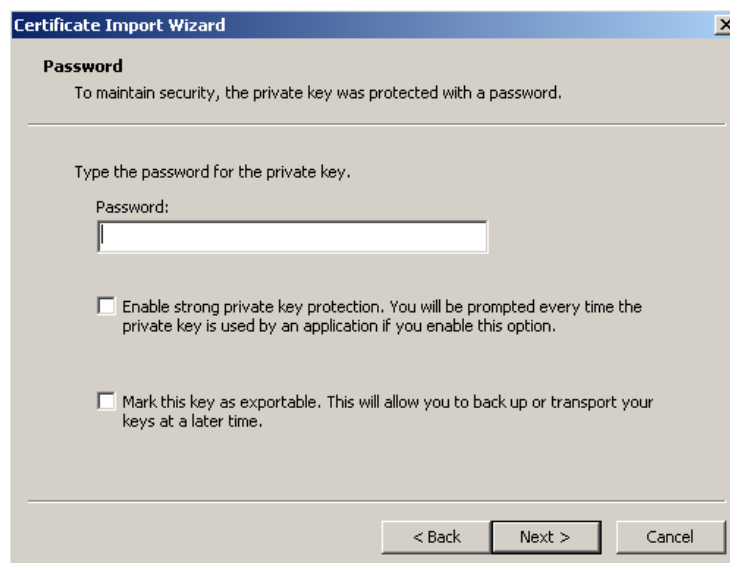 Certificate Import Wizard
Password
To maintain security, the private key was protected with a password.
Type the password for the private key.
Password:
Enable strong private key protection. You will be prompted every time the
private key is used by an application if you enable this option.
Mark this key as exportable. This will allow you to back up or transport your
keys at a later time.
< Back
Next >
Cancel